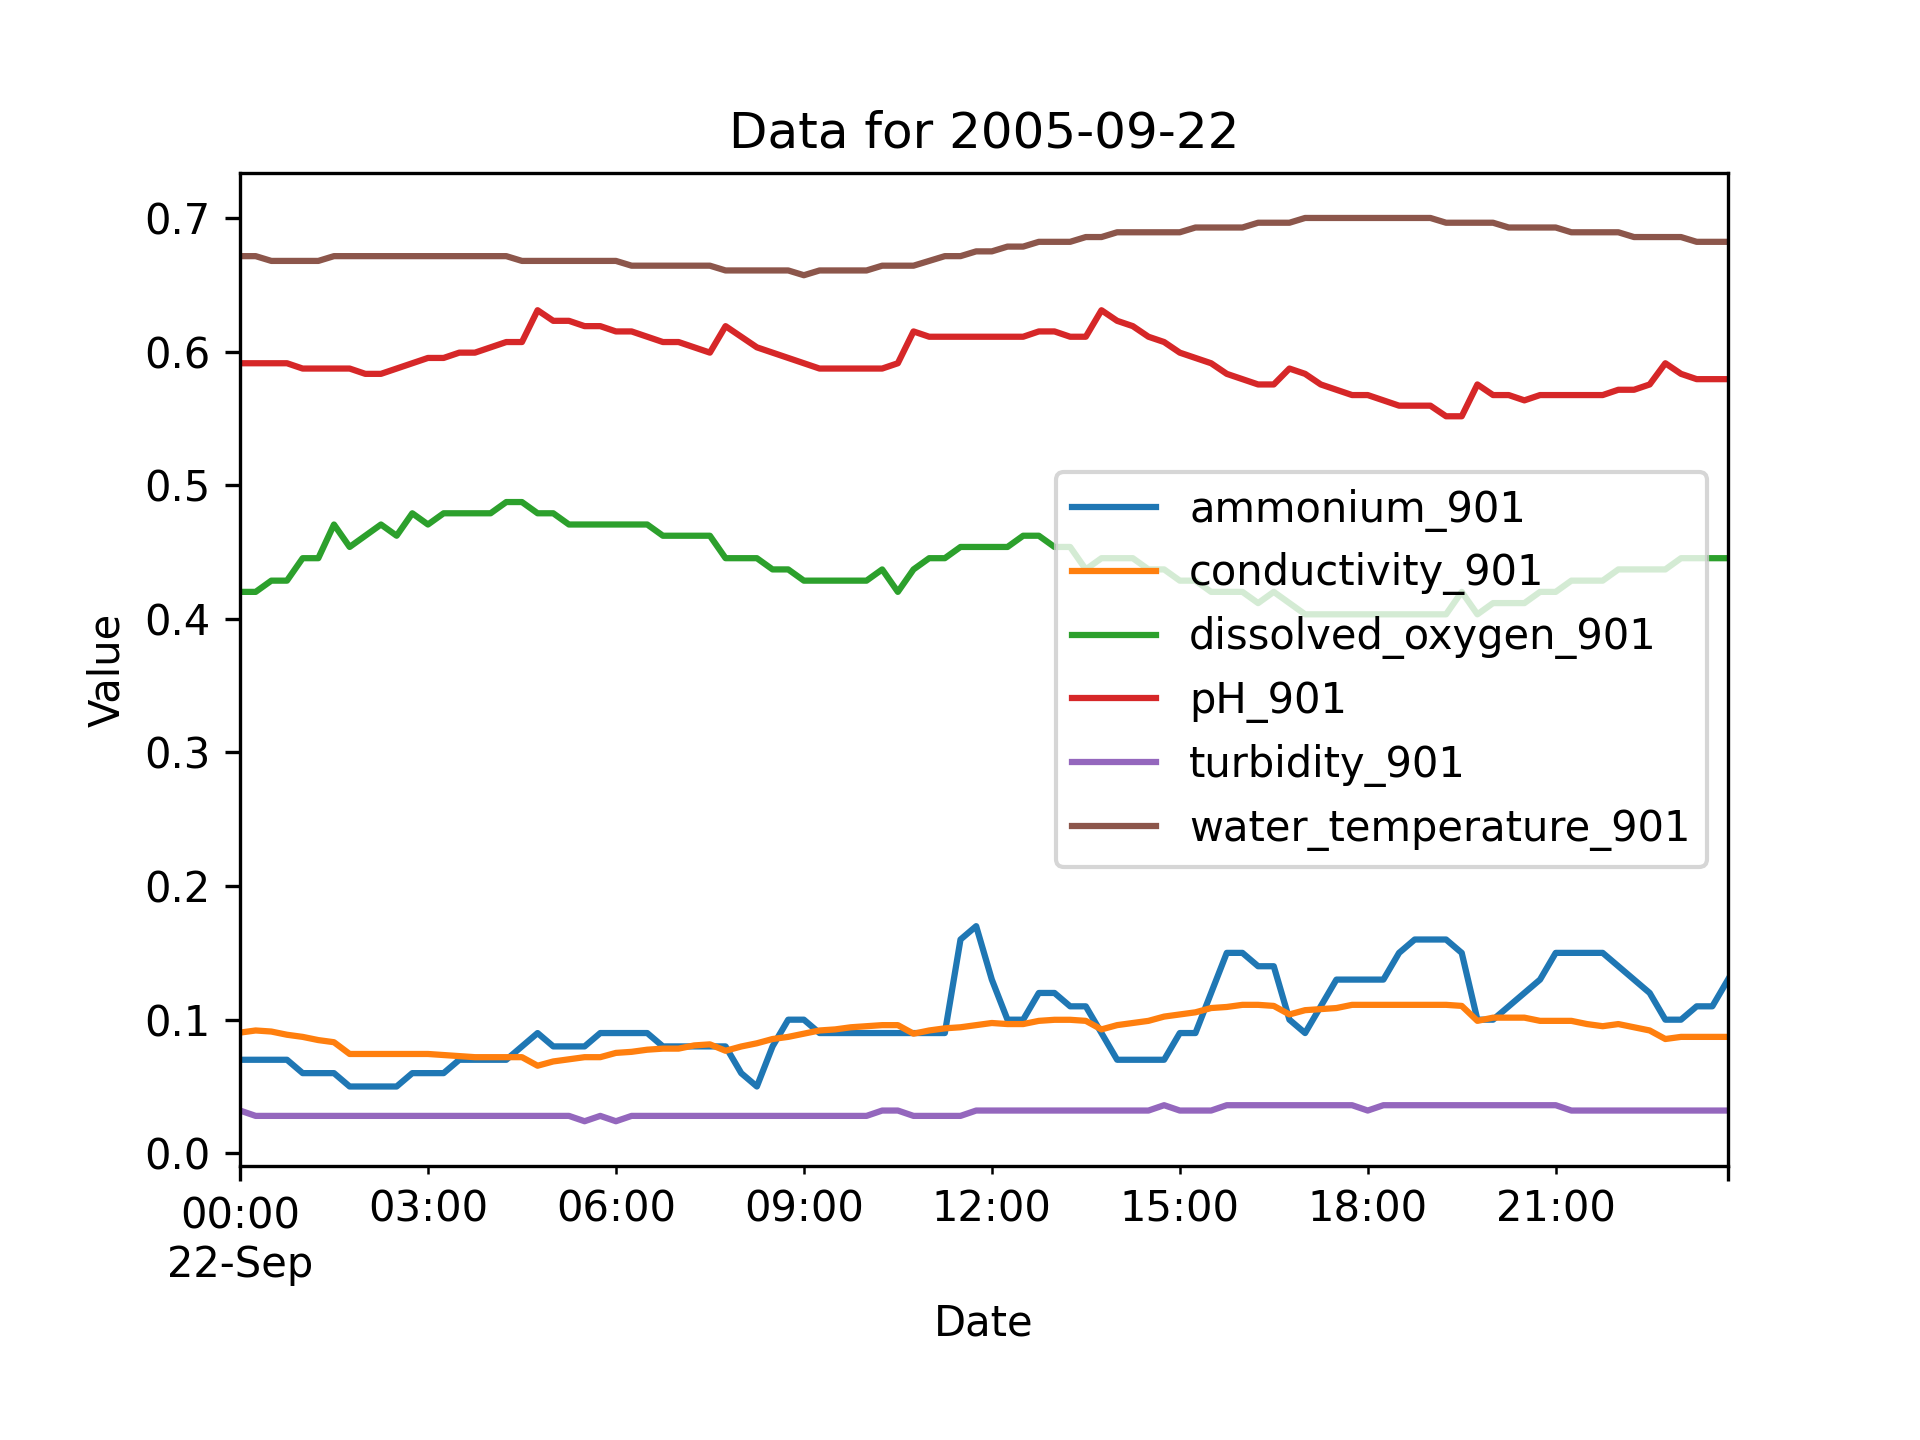 Data for 2005-09-22
Value
0.7
0.6
0.5
0.4
0.3
0.2
0.1
0.0
ammonium_901
conductivity_901
dissolved_oxygen_901
pH_901
turbidity_901
water_temperature_901
00:00 03:00 06:00 09:00 12:00 15:00 18:00 21:00
22-Sep
Date